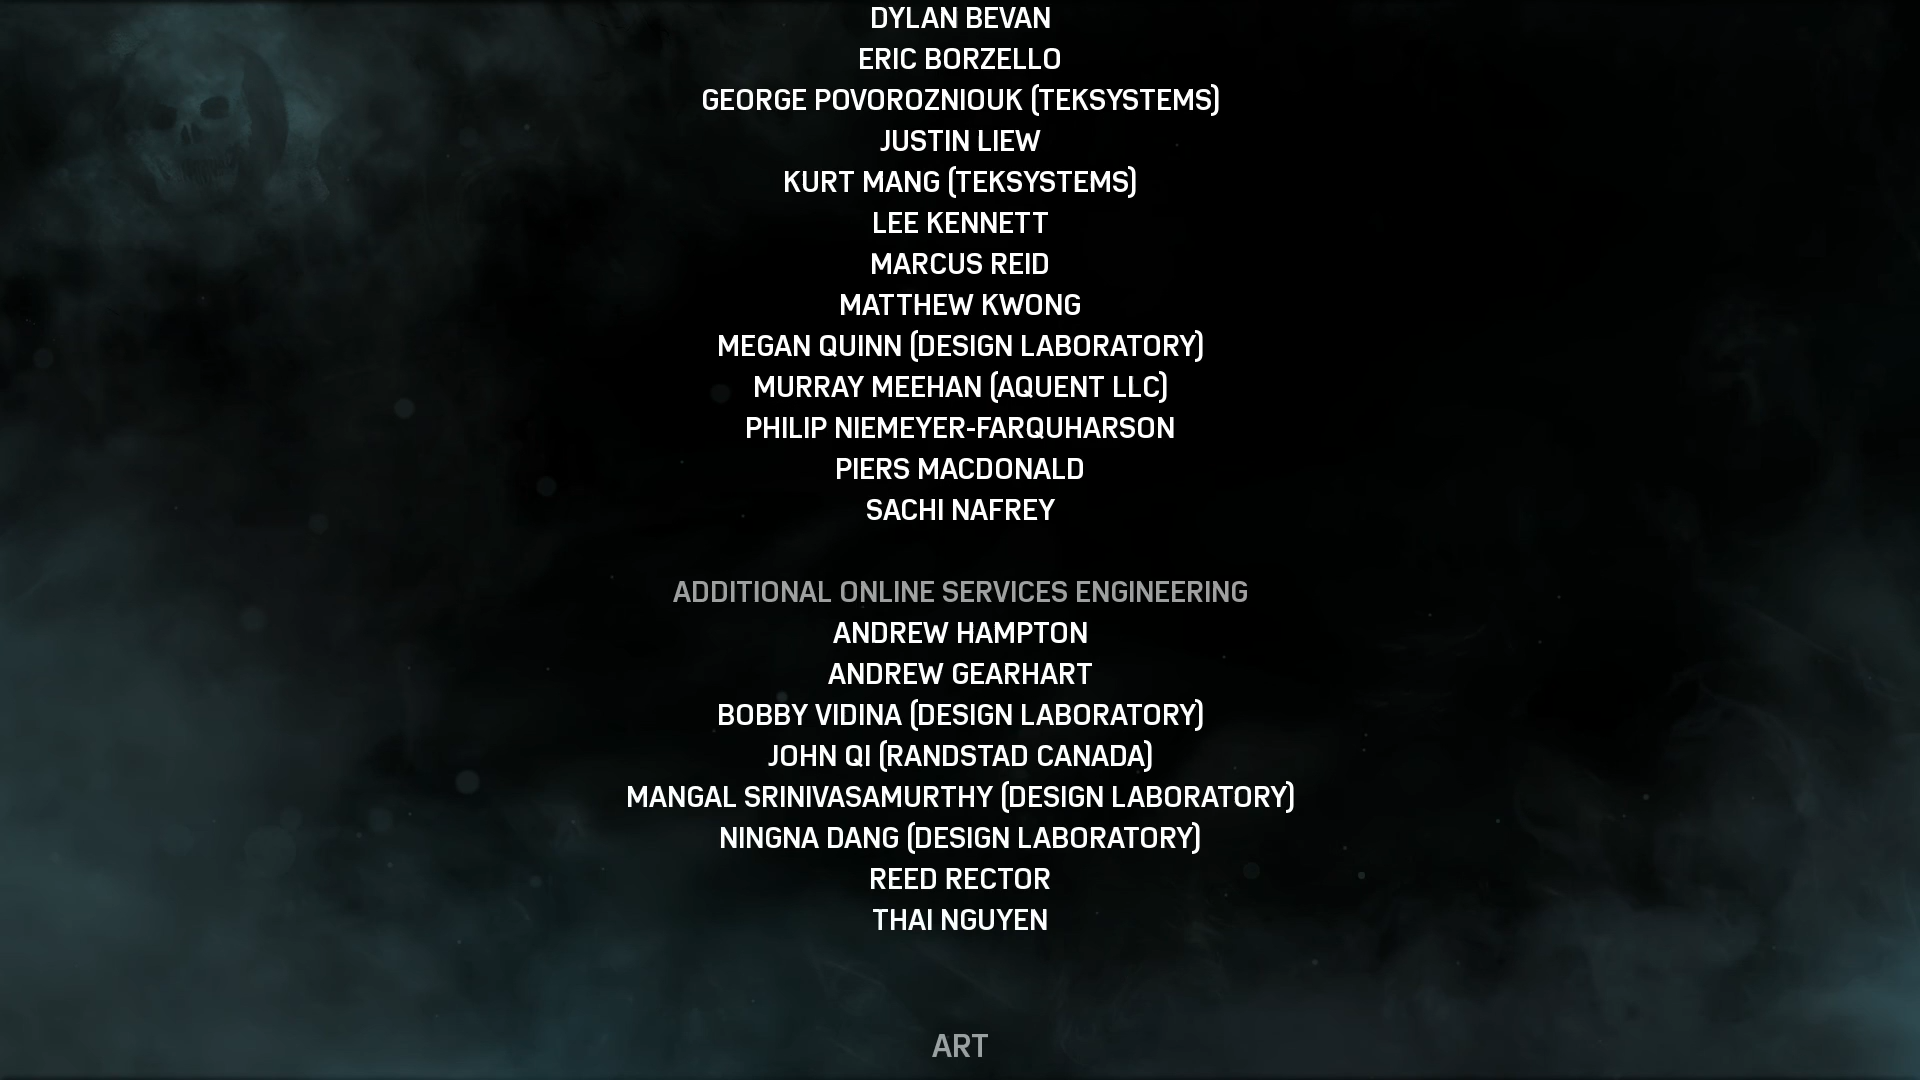 DYLAN BEVAN
ERIC BORZELLO
GEORGE POVOROZNIOUK (TEKSYSTEMS)
JUSTIN LIEW
KURT MANG (TEKSYSTEMS)
LEE KENNETT
MARCUS REID
MATTHEW KWONG
MEGAN QUINN (DESIGN LABORATORY)
MURRAY MEEHAN (AQUENT LLC)
PHILIP NIEMEYER-FARQUHARSON
PIERS MACDONALD
SACHI NAFREY
ADDITIONAL ONLINE SERVICES ENGINEERING
ANDREW HAMPTON
ANDREW GEARHART
BOBBY VIDINA (DESIGN LABORATORY)
JOHN QI (RANDSTAD CANADA)
MANGAL SRINIVASAMURTHY (DESIGN LABORATORY)
NINGNA DANG (DESIGN LABORATORY)
REED RECTOR
THAI NGUYEN
ART